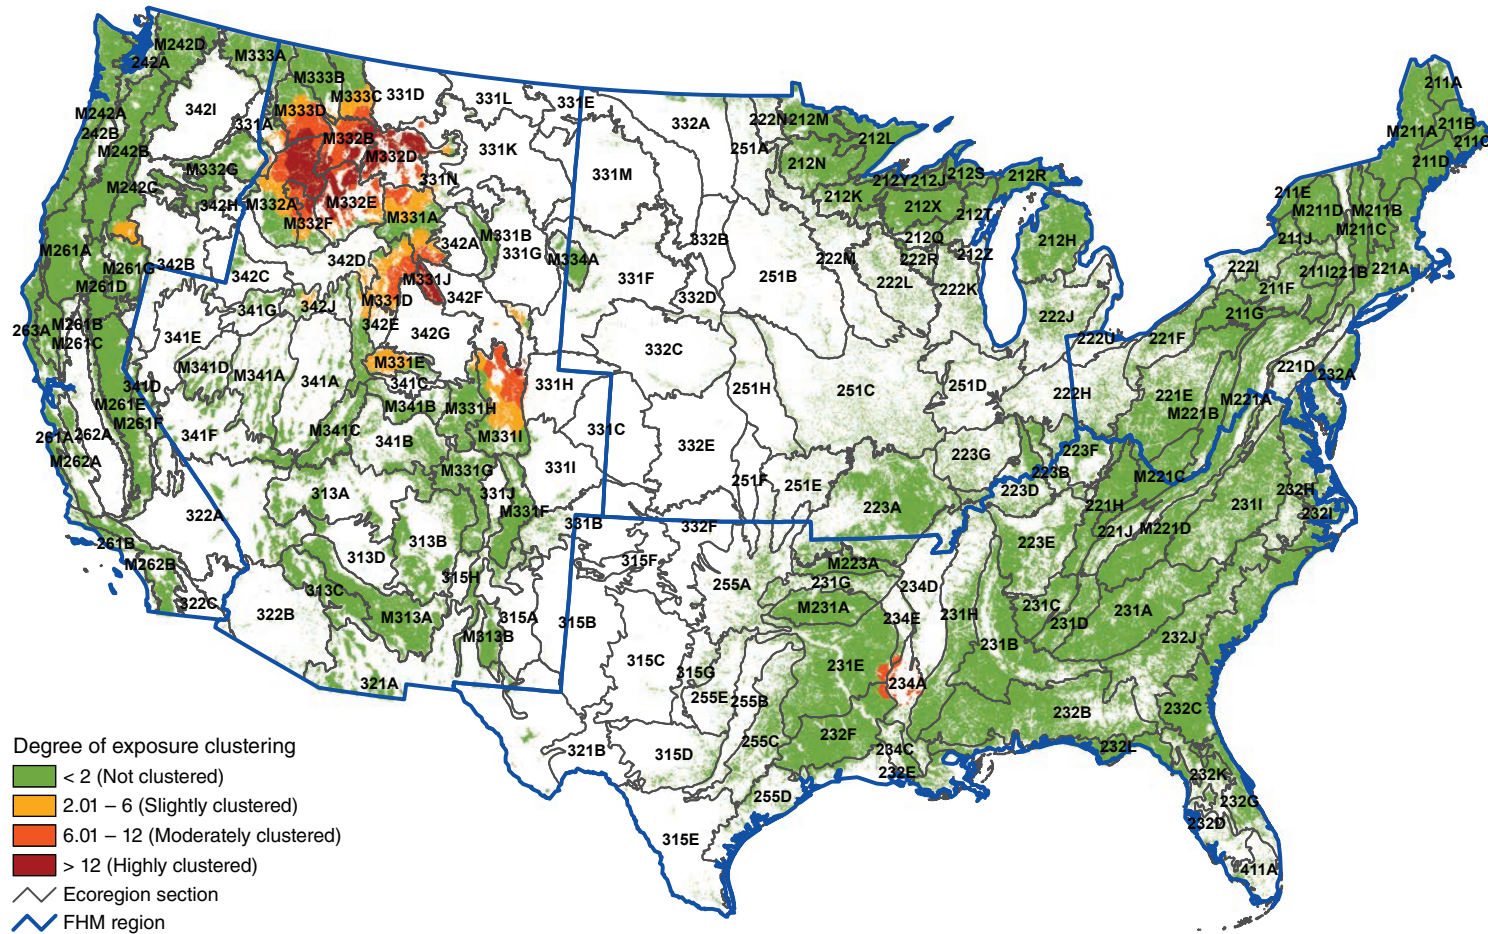 M242D
242A
M333A
M333B
M333C
331D
331L
331E
342I
M242A
242B
M242B
331A
M333D
M332B
M332D
331K
332A
222N
212M
251A
212L
212N
211A
M211A
211B
211C
211D
M332G
M242C
342H
M332A
M332E
M332F
331N
M331A
331M
212K
212Y
212J
212S
212R
212X
212T
211E
M211D
M211B
M211C
211J
M261A
M261G
342B
M261D
342C
342D
342A
M331B
331G
M334A
332B
331F
332D
251B
222M
212Q
222R
212Z
222L
222K
212H
222J
222I
211I
221B
221A
211F
211G
M331J
M331D
342F
342J
341G
342E
342G
263A
M261B
M261C
341E
M341D
M341A
341A
M331E
341C
M341B
M331H
331H
332C
251H
251C
251D
222U
221F
222H
221E
M221B
M221A
221D
232A
341D
M261E
M261F
261A
262A
M262A
341F
M341C
341B
M331I
331C
332E
M331G
331I
331J
M331F
251F
251E
223A
223G
223F
223B
223D
M221C
221H
221J
M221D
231I
232H
232I
322A
313A
313B
313D
331B
332F
315F
255A
M223A
231G
M231A
234D
223E
261B
M262B
322C
322B
313C
M313A
315H
315A
M313B
315B
315C
315G
255E
255B
234E
231E
234A
231H
231B
231C
231D
231A
232J
321A
321B
315D
255C
255D
315E
232F
234C
232E
232B
232L
232C
232K
232G
232D
411A
Degree of exposure clustering
< 2 (Not clustered)
2.01 – 6 (Slightly clustered)
6.01 – 12 (Moderately clustered)
> 12 (Highly clustered)
Ecoregion section
FHM region